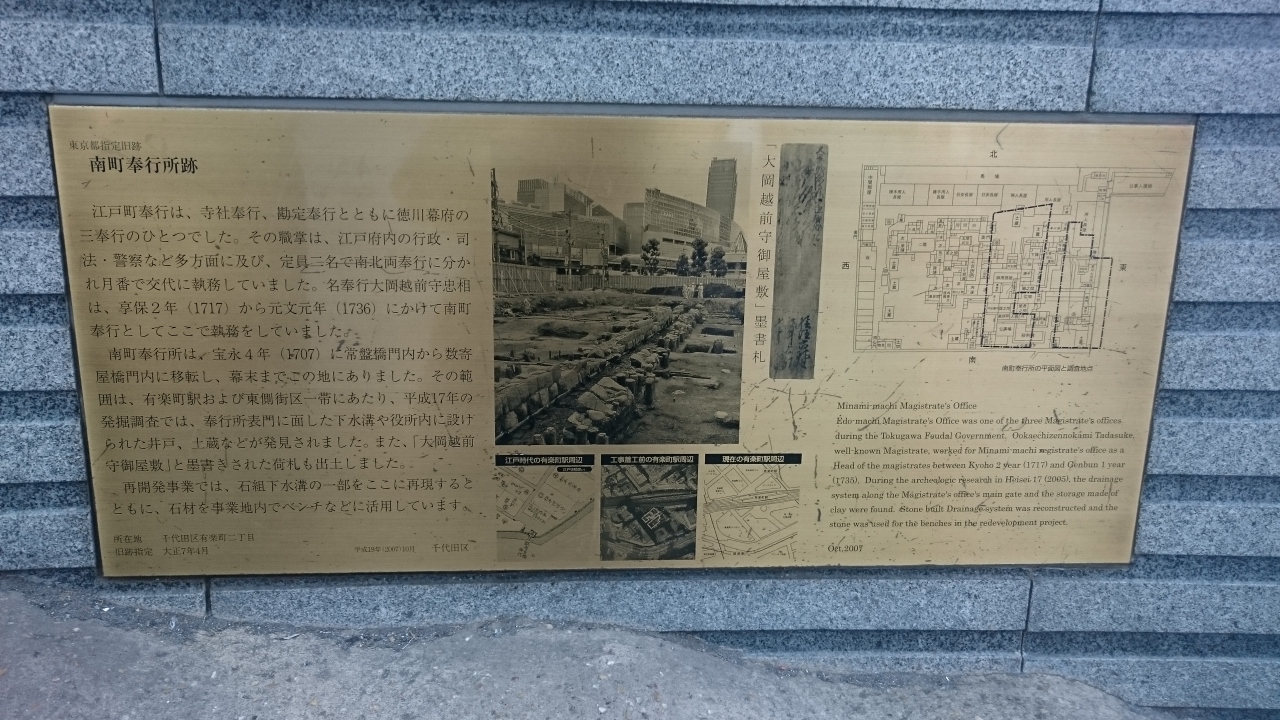 東京都指定旧跡
南町奉行所跡
江戸町奉行は、寺社奉行、勘定奉行とともに徳川幕府の
三奉行のひとつでした。その職掌は、江戸府内の行政・司
法・警察など多方面に及び、定員二名で南北両奉行に分か
れ月番で交代に執務していました。名奉行大岡越前守忠相
は、享保2年（1717）から元文元年（1736）にかけて南町
奉行としてここで執務をしていました。
南町奉行所は、宝永4年（1707）に常盤橋門内から数寄
屋橋門内に移転し、幕末までこの地にありました。その範
囲は、有楽町駅および東側街区一帯にあたり、平成17年の
発掘調査では、奉行所表門に面した下水溝や役所内に設け
られた井戸、土蔵などが発見されました。また、「大岡越前
守御屋敷」と墨書きされた荷札も出土しました。
再開発事業では、石組下水溝の一部をここに再現すると
ともに、石材を事業地内でベンチなどに活用しています。
所在地 千代田区有楽町二丁目
旧跡指定 大正7年4月
平成19年（2007）10月 千代田区
「大岡越前守御屋敷」墨書札
江戸時代の有楽町駅周辺
工事着工前の有楽町駅周辺
現在の有楽町駅周辺
北
西
東
南
南町奉行所の平面図と調査地点
Minami-machi Magistrate's Office
Edo-machi Magistrate's Office was one of the three Magistrate's offices
during the Tokugawa Feudal Government. Ookaechizennokami Tadasuke,
well-known Magistrate, worked for Minami-machi registrate's office as a
Head of the magistrates between Kyoho 2 year (1717) and Genbun 1 year
(1735). During the archeologic research in Heisei 17 (2005), the drainage
system along the Magistrate's office's main gate and the storage made of
clay were found. Stone built Drainage system was reconstructed and the
stone was used for the benches in the redevelopment project.
Oct,2007